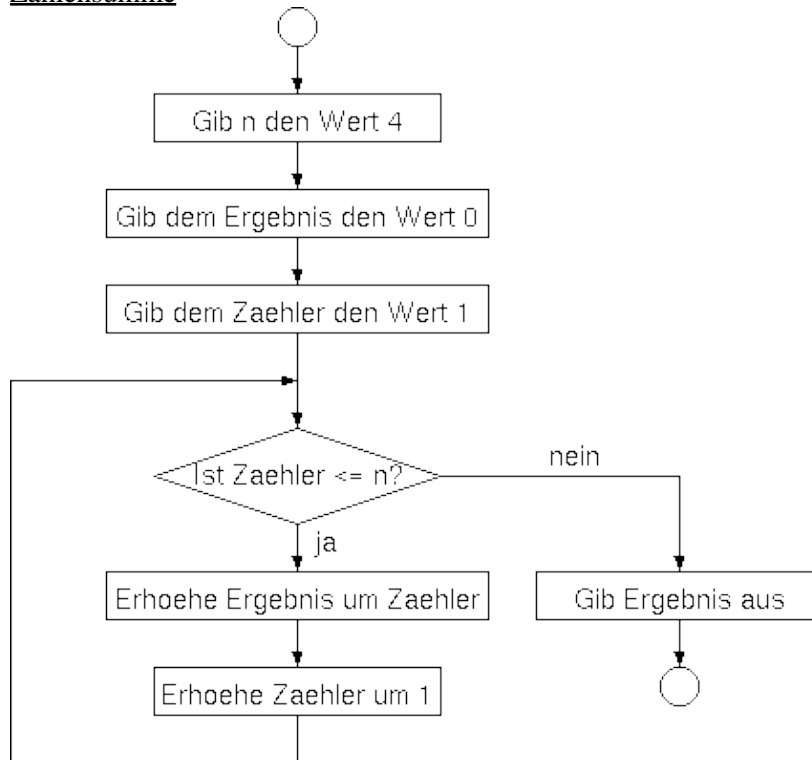 Gib n den Wert 4
Gib dem Ergebnis den Wert 0
Gib dem Zaehler den Wert 1
Ist Zaehler <= n?
nein
ja
Erhoehe Ergebnis um Zaehler
Gib Ergebnis aus
Erhoehe Zaehler um 1